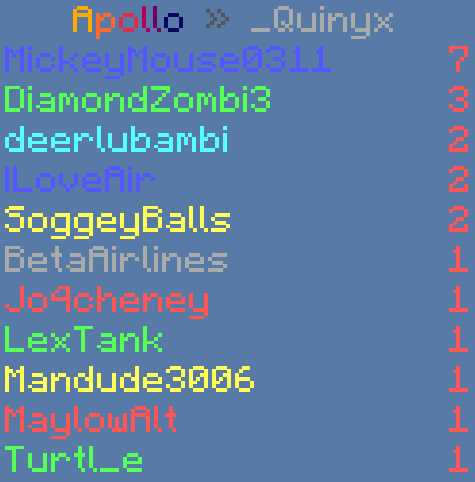 Apollo » _Quinyx
MickeyMouse0311 7
DiamondZombi3 3
deerlubambi 2
ILoveAir 2
SoggeyBalls 2
BetaAirlines 1
Jo9cheney 1
LexTank 1
Mandude3006 1
MaylowAlt 1
Turtl_e 1